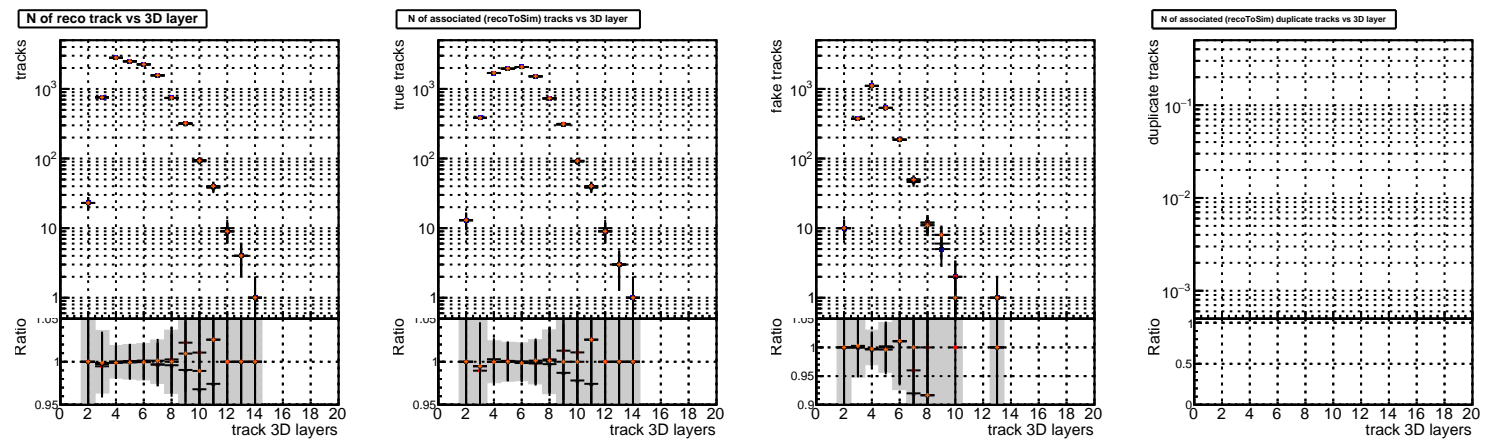 N of reco track vs 3D layer
tracks
10³
10²
10
1
Ratio
1.05
1
0.95
0 2 4 6 8 10 12 14 16 18 20
track 3D layers
N of associated (recoToSim) tracks vs 3D layer
true tracks
10³
10²
10
1
Ratio
1.05
1
0.95
0 2 4 6 8 10 12 14 16 18 20
track 3D layers
fake tracks
10³
10²
10
1
Ratio
1.05
1
0.95
0.9
0 2 4 6 8 10 12 14 16 18 20
track 3D layers
N of associated (recoToSim) duplicate tracks vs 3D layer
duplicate tracks
10⁻¹
10⁻²
10⁻³
Ratio
1
0.5
0
0 2 4 6 8 10 12 14 16 18 20
track 3D layers